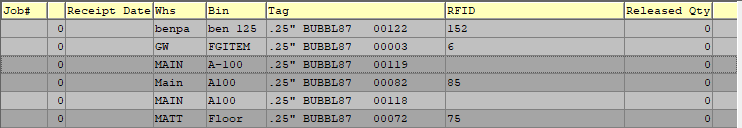 Job# Receipt Date Whs Bin Tag RFID Released Qty
0 benpa ben 125 .25" BUBBL87 00122 152 0
0 GW FGITEM .25" BUBBL87 00003 6 0
0 MAIN A-100 .25" BUBBL87 00119 0
0 Main A100 .25" BUBBL87 00082 85 0
0 MAIN A100 .25" BUBBL87 00118 0
0 MATT Floor .25" BUBBL87 00072 75 0